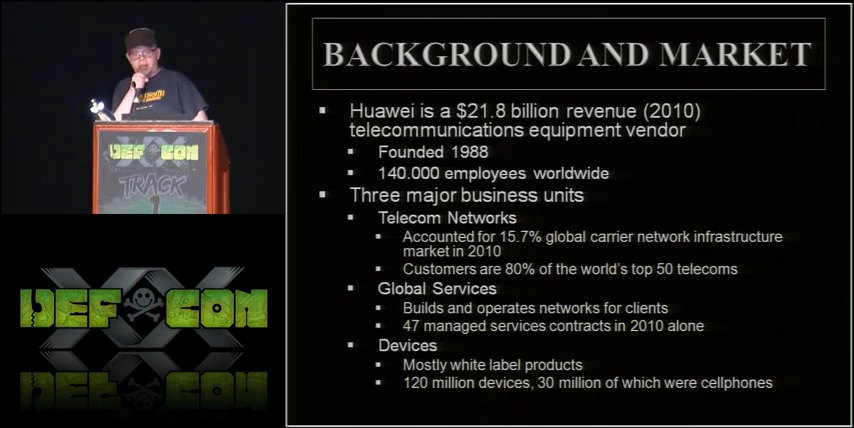 BACKGROUND AND MARKET
Huawei is a $21.8 billion revenue (2010)
telecommunications equipment vendor
Founded 1988
140.000 employees worldwide
Three major business units
Telecom Networks
Accounted for 15.7% global carrier network infrastructure
market in 2010
Customers are 80% of the world's top 50 telecoms
Global Services
Builds and operates networks for clients
47 managed services contracts in 2010 alone
Devices
Mostly white label products
120 million devices, 30 million of which were cellphones
DEF CON
TRACK
1
XX
DEF CON